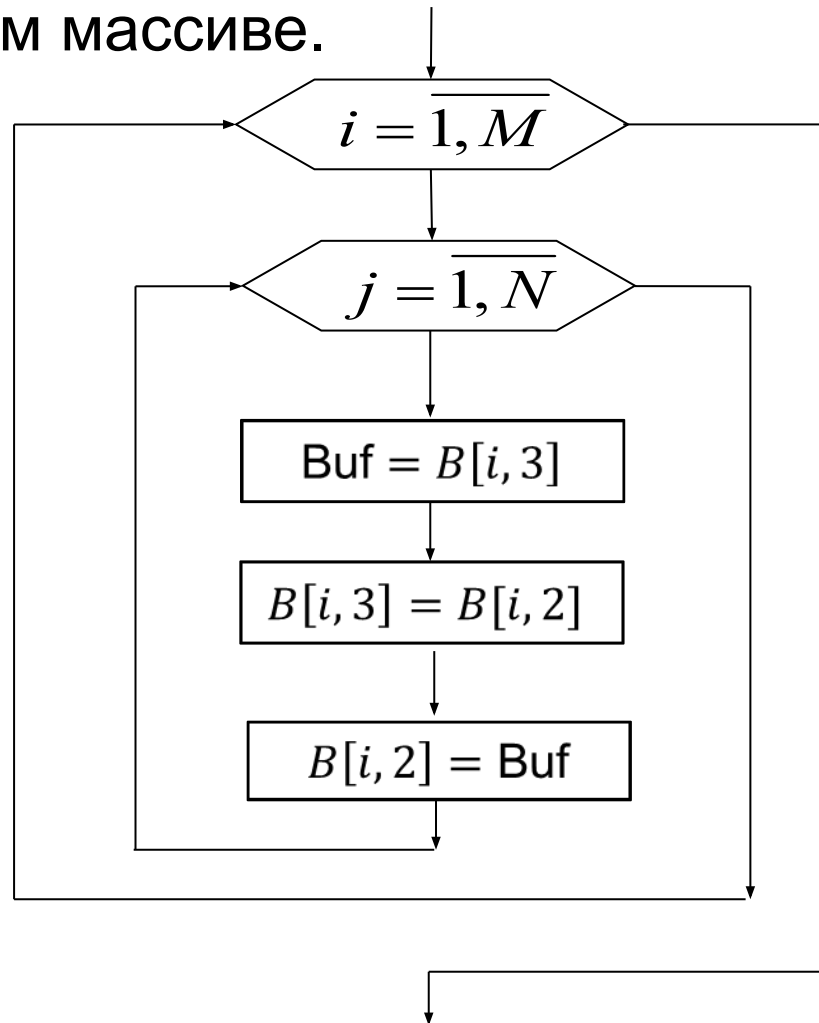 м массиве.
i = 1, M
j = 1, N
Buf = B[i, 3]
B[i, 3] = B[i, 2]
B[i, 2] = Buf